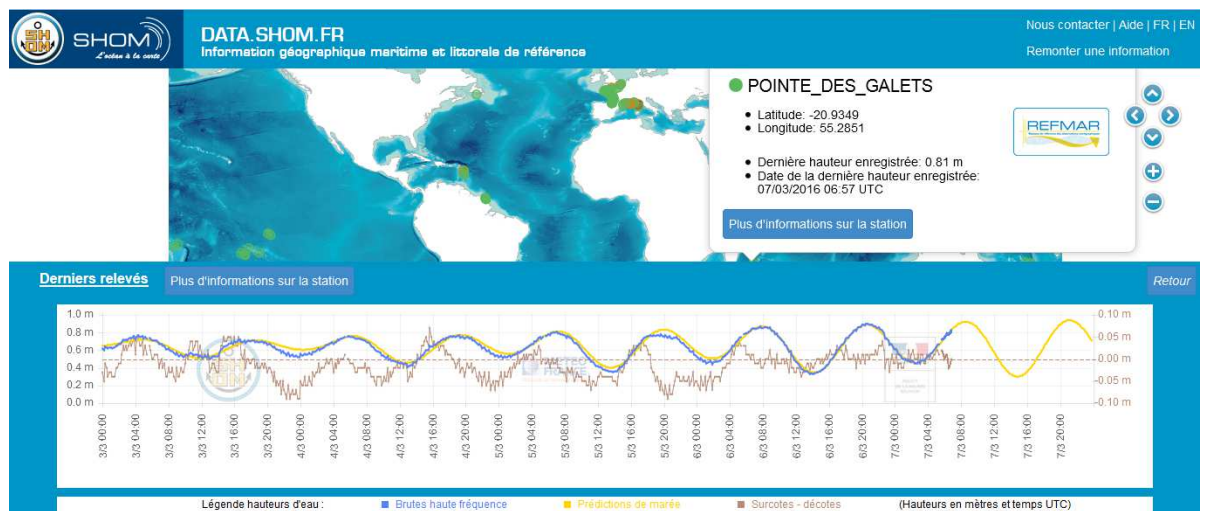 SHOM
L'océan à la carte
DATA.SHOM.FR
Information géographique maritime et littorale de référence
Nous contacter | Aide | FR | EN
Remonter une information
POINTE_DES_GALETS
Latitude: -20.9349
Longitude: 55.2851
Dernière hauteur enregistrée: 0.81 m
Date de la dernière hauteur enregistrée:
07/03/2016 06:57 UTC
REFMAR
Plus d'informations sur la station
Derniers relevés
Plus d'informations sur la station
Retour
1.0 m
0.8 m
0.6 m
0.4 m
0.2 m
0.0 m
0.10 m
0.05 m
0.00 m
-0.05 m
-0.10 m
METEO
FRANCE
3/3 00:00
3/3 04:00
3/3 08:00
3/3 12:00
3/3 16:00
3/3 20:00
4/3 00:00
4/3 04:00
4/3 08:00
4/3 12:00
4/3 16:00
4/3 20:00
5/3 00:00
5/3 04:00
5/3 08:00
5/3 12:00
5/3 16:00
5/3 20:00
6/3 00:00
6/3 04:00
6/3 08:00
6/3 12:00
6/3 16:00
6/3 20:00
7/3 00:00
7/3 04:00
7/3 08:00
7/3 12:00
7/3 16:00
7/3 20:00
Légende hauteurs d'eau :
Brutes haute fréquence
Prédictions de marée
Surcotes - décotes
(Hauteurs en mètres et temps UTC)